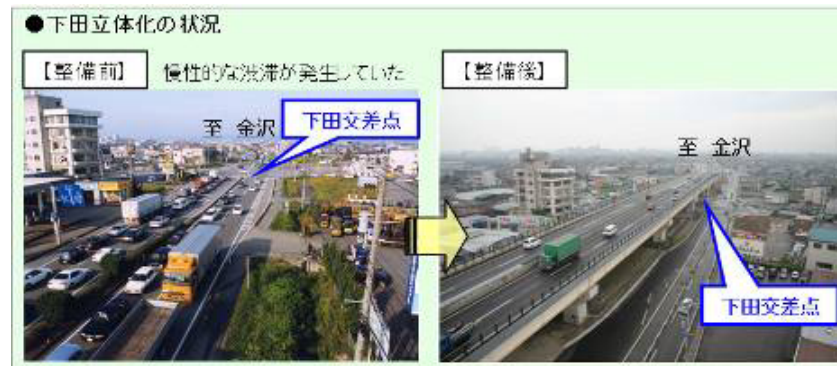 ●下田立体化の状況
【整備前】 慢性的な渋滞が発生していた
【整備後】
至 金沢
下田交差点
至 金沢
下田交差点